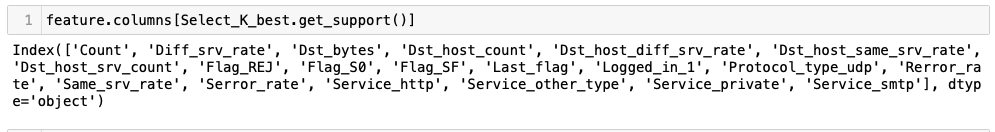 1 feature.columns[Select_K_best.get_support()]
Index(['Count', 'Diff_srv_rate', 'Dst_bytes', 'Dst_host_count', 'Dst_host_diff_srv_rate', 'Dst_host_same_srv_rate',
'Dst_host_srv_count', 'Flag_REJ', 'Flag_S0', 'Flag_SF', 'Last_flag', 'Logged_in_1', 'Protocol_type_udp', 'Rerror_ra
te', 'Same_srv_rate', 'Serror_rate', 'Service_http', 'Service_other_type', 'Service_private', 'Service_smtp'], dtyp
e='object')